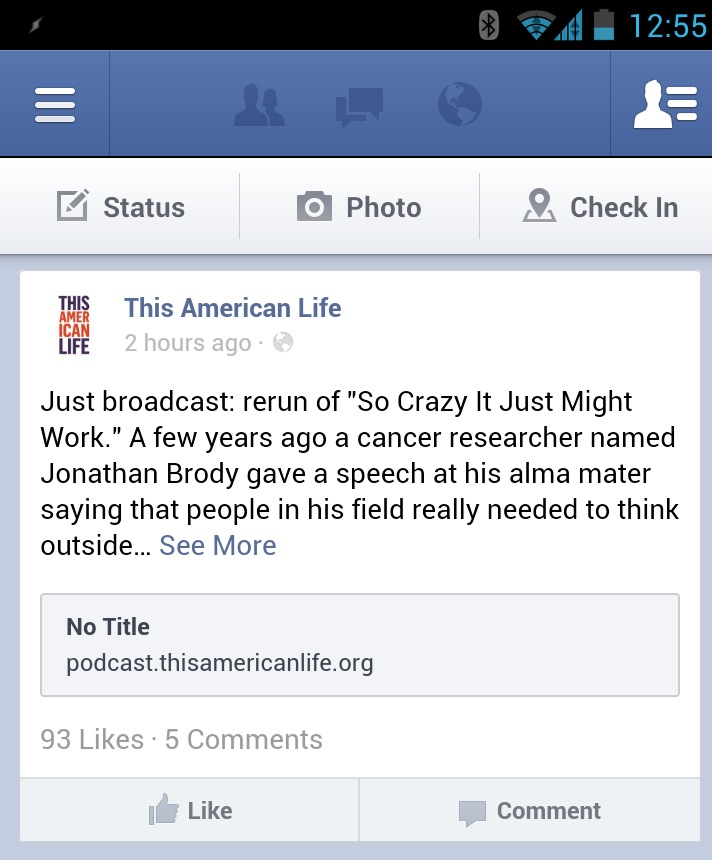 12:55
Status
Photo
Check In
THIS
AMER
ICAN
LIFE
This American Life
2 hours ago ·
Just broadcast: rerun of "So Crazy It Just Might
Work." A few years ago a cancer researcher named
Jonathan Brody gave a speech at his alma mater
saying that people in his field really needed to think
outside... See More
No Title
podcast.thisamericanlife.org
93 Likes · 5 Comments
Like
Comment